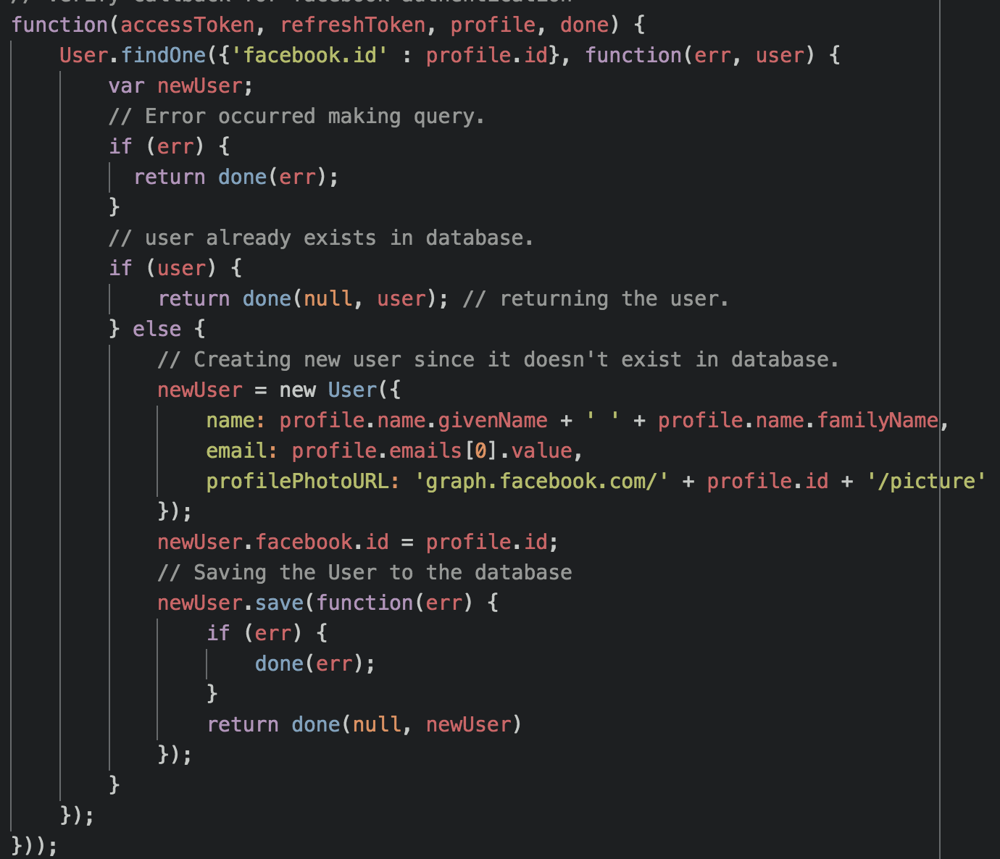 // Verify callback for facebook authentication
function(accessToken, refreshToken, profile, done) {
    User.findOne({'facebook.id' : profile.id}, function(err, user) {
        var newUser;
        // Error occurred making query.
        if (err) {
          return done(err);
        }
        // user already exists in database.
        if (user) {
            return done(null, user); // returning the user.
        } else {
            // Creating new user since it doesn't exist in database.
            newUser = new User({
                name: profile.name.givenName + ' ' + profile.name.familyName,
                email: profile.emails[0].value,
                profilePhotoURL: 'graph.facebook.com/' + profile.id + '/picture'
            });
            newUser.facebook.id = profile.id;
            // Saving the User to the database
            newUser.save(function(err) {
                if (err) {
                    done(err);
                }
                return done(null, newUser)
            });
        }
    });
}));